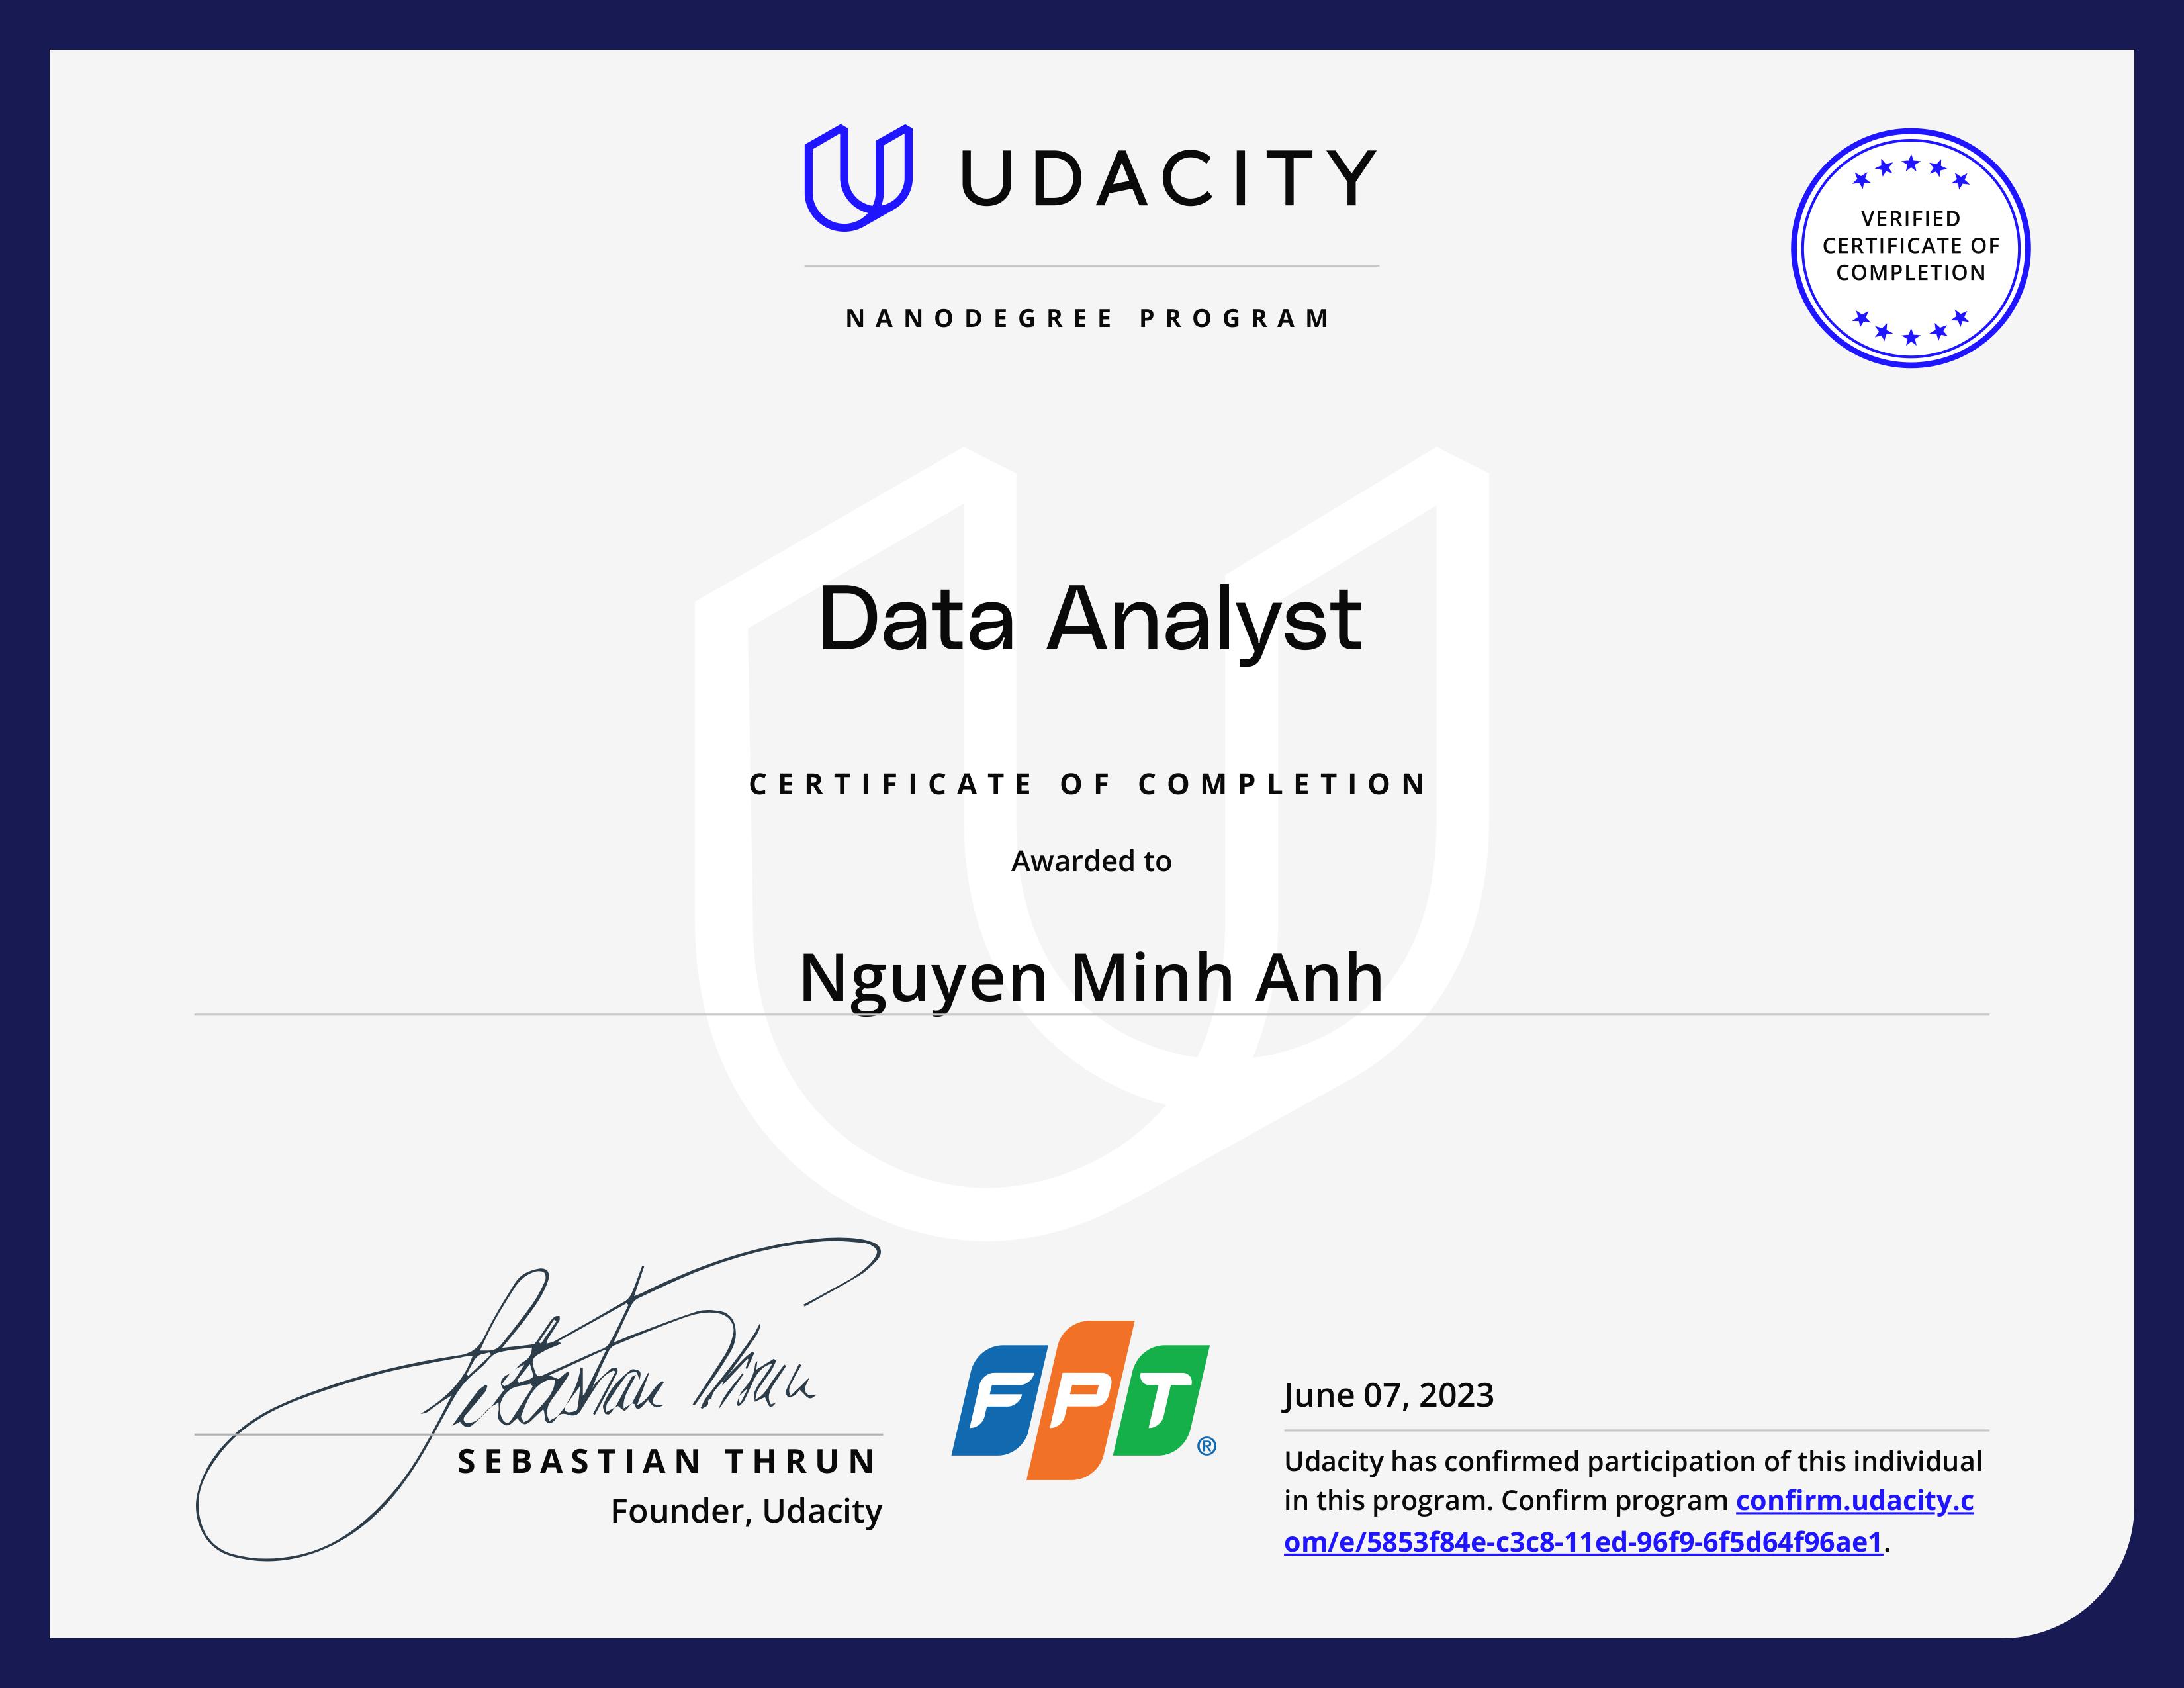 UDACITY
NANODEGREE PROGRAM
VERIFIED
CERTIFICATE OF
COMPLETION
Data Analyst
CERTIFICATE OF COMPLETION
Awarded to
Nguyen Minh Anh
Sebastian Thrun
SEBASTIAN THRUN
Founder, Udacity
FPT®
June 07, 2023
Udacity has confirmed participation of this individual
in this program. Confirm program confirm.udacity.c
om/e/5853f84e-c3c8-11ed-96f9-6f5d64f96ae1.